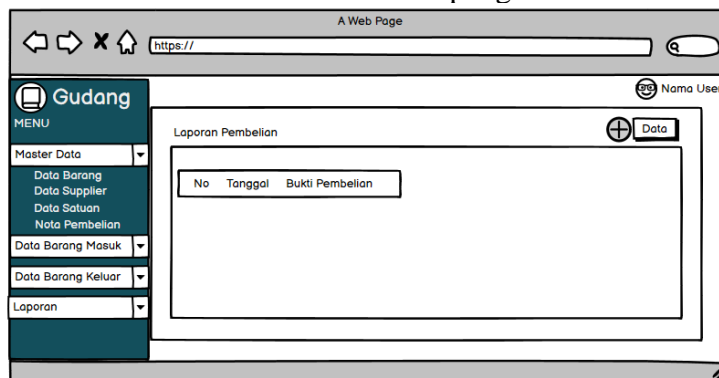 A Web Page
https://
Gudang
Nama User
MENU
Laporan Pembelian
Data
Master Data
Data Barang
Data Supplier
Data Satuan
Nota Pembelian
No Tanggal Bukti Pembelian
Data Barang Masuk
Data Barang Keluar
Laporan